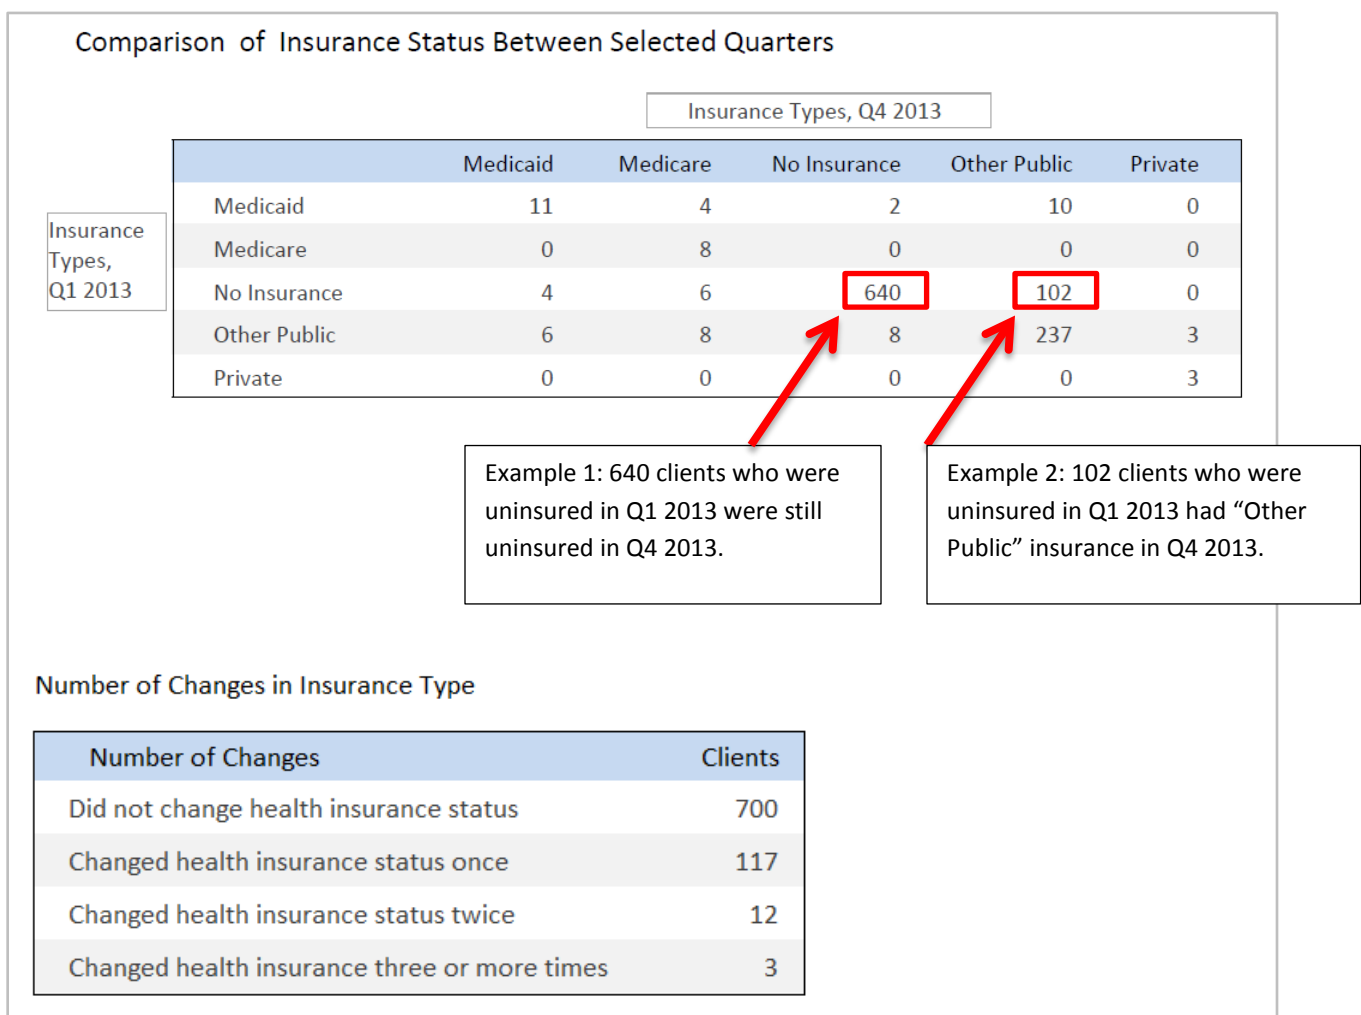 Comparison of Insurance Status Between Selected Quarters
Insurance Types, Q4 2013
Medicaid Medicare No Insurance Other Public Private
Insurance
Types,
Q1 2013
Medicaid 11 4 2 10 0
Medicare 0 8 0 0 0
No Insurance 4 6 640 102 0
Other Public 6 8 8 237 3
Private 0 0 0 0 3
Example 1: 640 clients who were
uninsured in Q1 2013 were still
uninsured in Q4 2013.
Example 2: 102 clients who were
uninsured in Q1 2013 had “Other
Public” insurance in Q4 2013.
Number of Changes in Insurance Type
Number of Changes Clients
Did not change health insurance status 700
Changed health insurance status once 117
Changed health insurance status twice 12
Changed health insurance three or more times 3